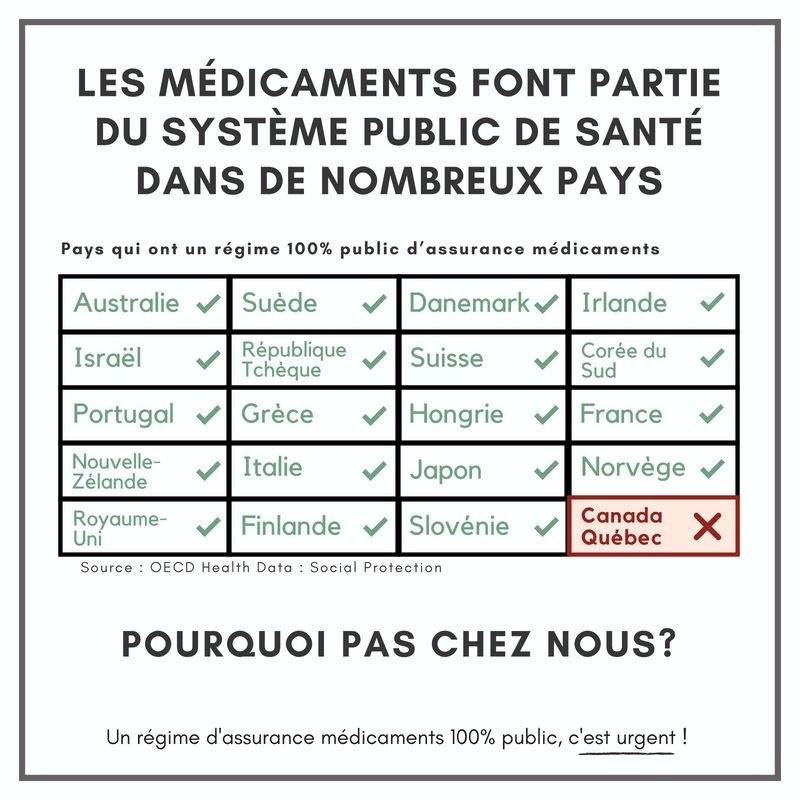 LES MÉDICAMENTS FONT PARTIE
DU SYSTÈME PUBLIC DE SANTÉ
DANS DE NOMBREUX PAYS
Pays qui ont un régime 100% public d’assurance médicaments
Australie ✓ Suède ✓ Danemark ✓ Irlande ✓
Israël ✓ République Tchèque ✓ Suisse ✓ Corée du Sud ✓
Portugal ✓ Grèce ✓ Hongrie ✓ France ✓
Nouvelle-Zélande ✓ Italie ✓ Japon ✓ Norvège ✓
Royaume-Uni ✓ Finlande ✓ Slovénie ✓ Canada Québec ✕
Source : OECD Health Data : Social Protection
POURQUOI PAS CHEZ NOUS?
Un régime d'assurance médicaments 100% public, c'est urgent !